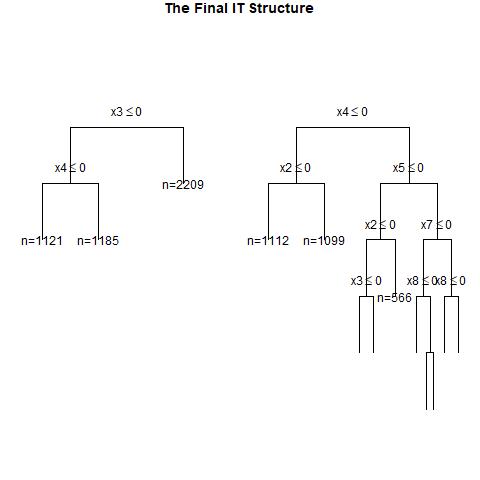 The Final IT Structure
x3 ≤ 0
x4 ≤ 0
x4 ≤ 0
n=2209
x2 ≤ 0
x5 ≤ 0
n=1121
n=1185
n=1112
n=1099
x2 ≤ 0
x7 ≤ 0
x3 ≤ 0
n=566
x8 ≤ 0
x8 ≤ 0